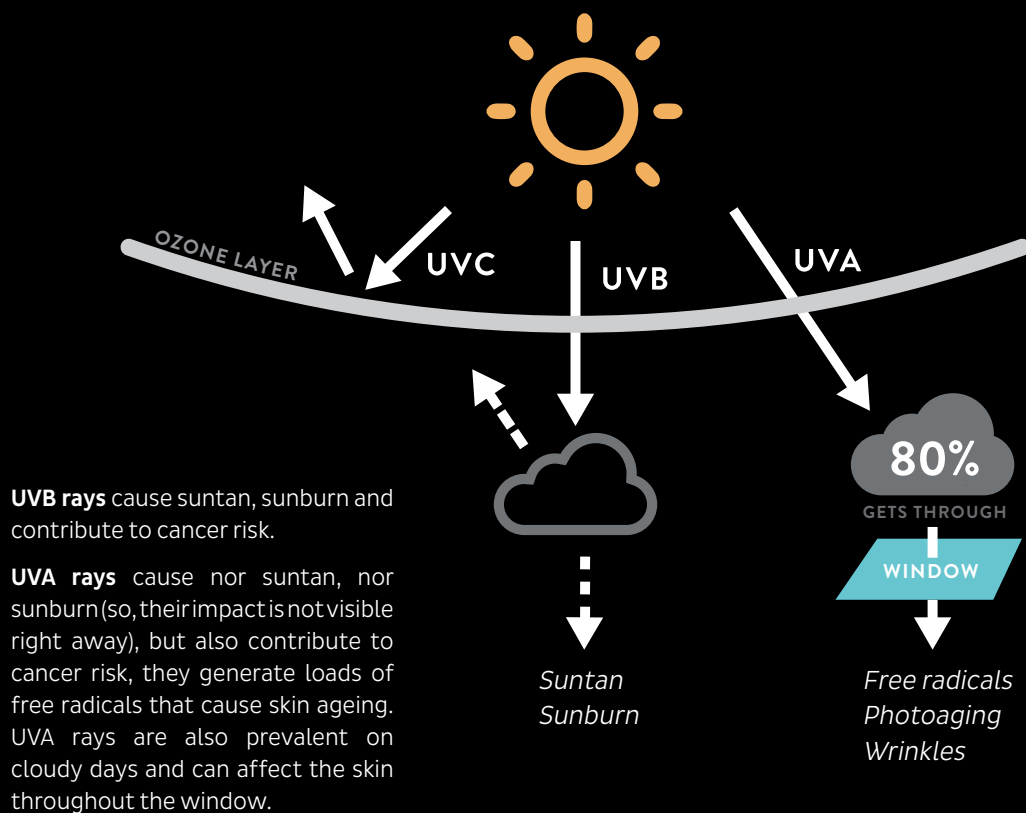 OZONE LAYER
UVC
UVB
UVA
80%
GETS THROUGH
WINDOW
UVB rays cause suntan, sunburn and
contribute to cancer risk.
UVA rays cause nor suntan, nor
sunburn (so, their impact is not visible
right away), but also contribute to
cancer risk, they generate loads of
free radicals that cause skin ageing.
UVA rays are also prevalent on
cloudy days and can affect the skin
throughout the window.
Suntan
Sunburn
Free radicals
Photoaging
Wrinkles